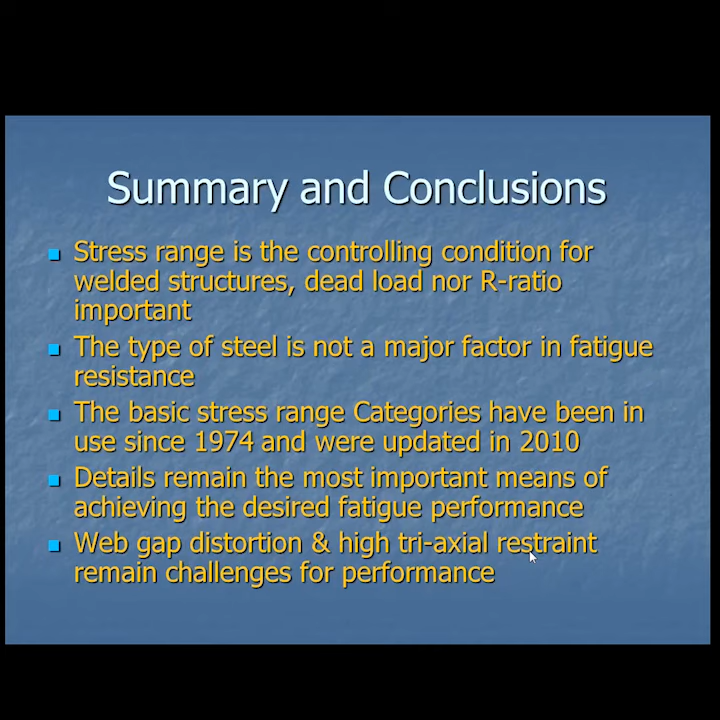 Summary and Conclusions
Stress range is the controlling condition for
welded structures, dead load nor R-ratio
important
The type of steel is not a major factor in fatigue
resistance
The basic stress range Categories have been in
use since 1974 and were updated in 2010
Details remain the most important means of
achieving the desired fatigue performance
Web gap distortion & high tri-axial restraint
remain challenges for performance